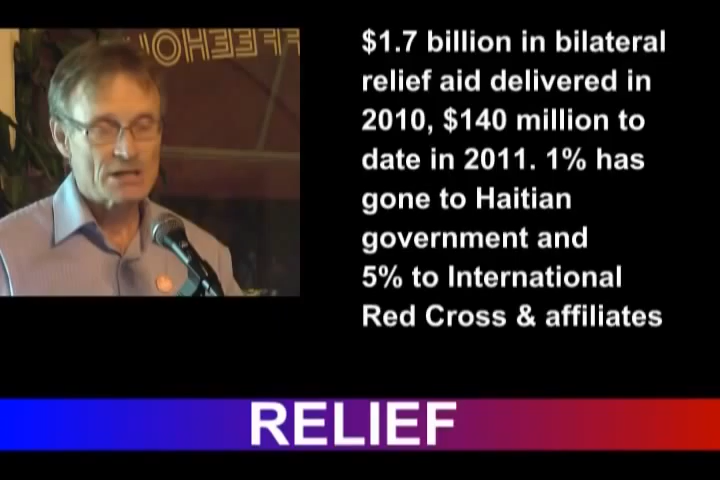 FFEEHOU
$1.7 billion in bilateral
relief aid delivered in
2010, $140 million to
date in 2011. 1% has
gone to Haitian
government and
5% to International
Red Cross & affiliates
RELIEF